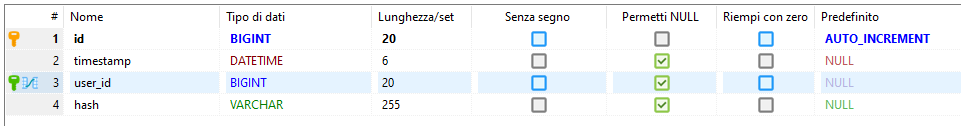 # Nome Tipo di dati Lunghezza/set Senza segno Permetti NULL Riempi con zero Predefinito
1 id BIGINT 20 AUTO_INCREMENT
2 timestamp DATETIME 6 NULL
3 user_id BIGINT 20 NULL
4 hash VARCHAR 255 NULL